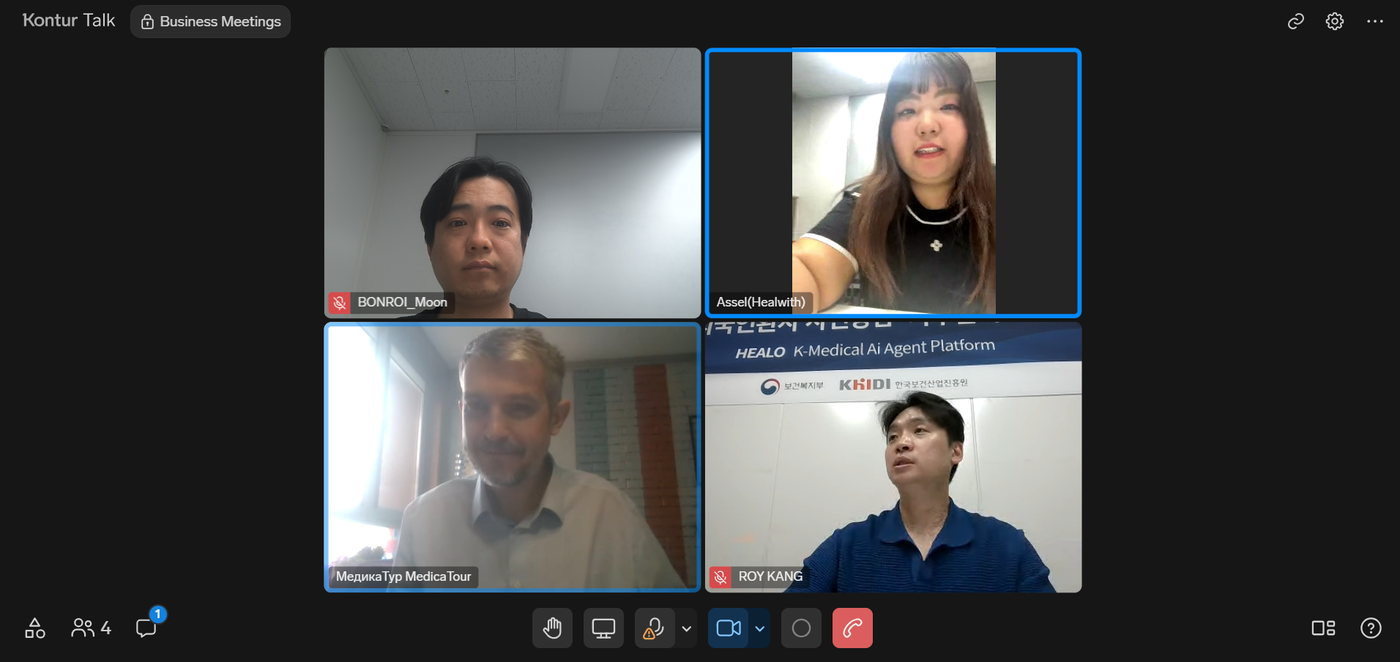 Kontur Talk
Business Meetings
BONROI_Moon
Assel(Healwith)
HEALO K-Medical Ai Agent Platform
보건복지부 KHIDI 한국보건산업진흥원
МедикаТур MedicaTour
ROY KANG
4
1